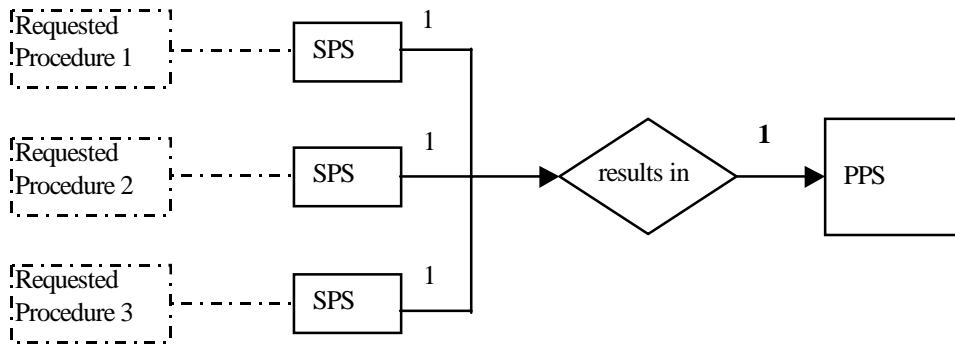 Requested
Procedure 1
SPS
1
Requested
Procedure 2
SPS
1
results in
1
PPS
Requested
Procedure 3
SPS
1